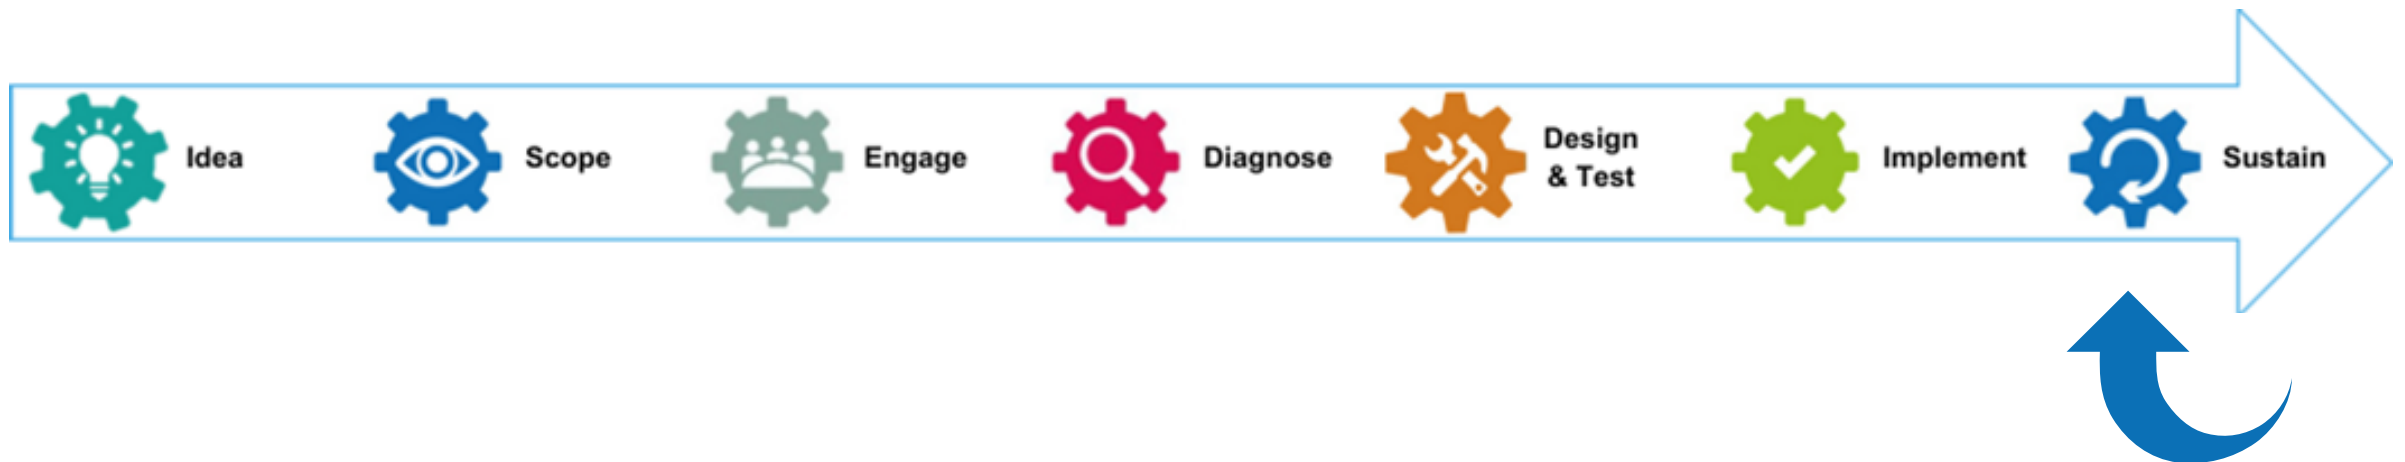 Idea
Scope
Engage
Diagnose
Design
& Test
Implement
Sustain